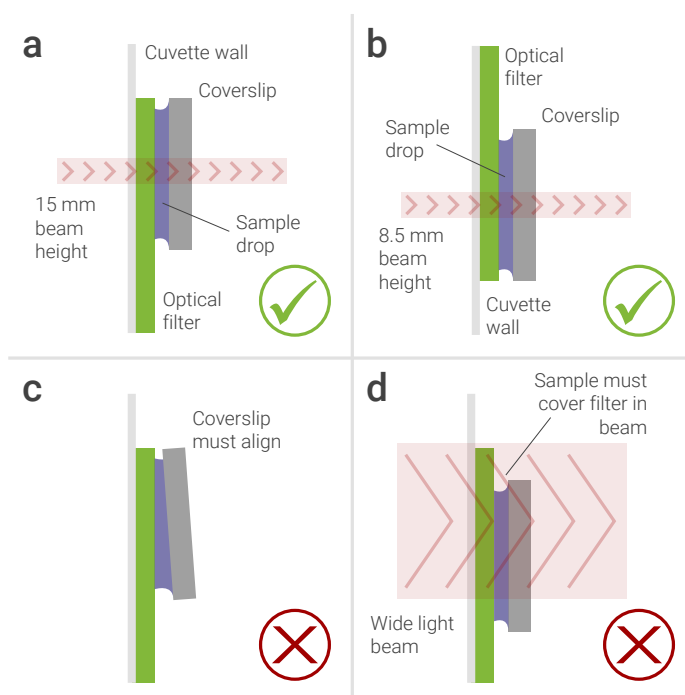 a
Cuvette wall
Coverslip
15 mm
beam
height
Sample
drop
Optical
filter
b
Optical
filter
Sample
drop
Coverslip
8.5 mm
beam
height
Cuvette
wall
c
Coverslip
must align
d
Sample must
cover filter in
beam
Wide light
beam